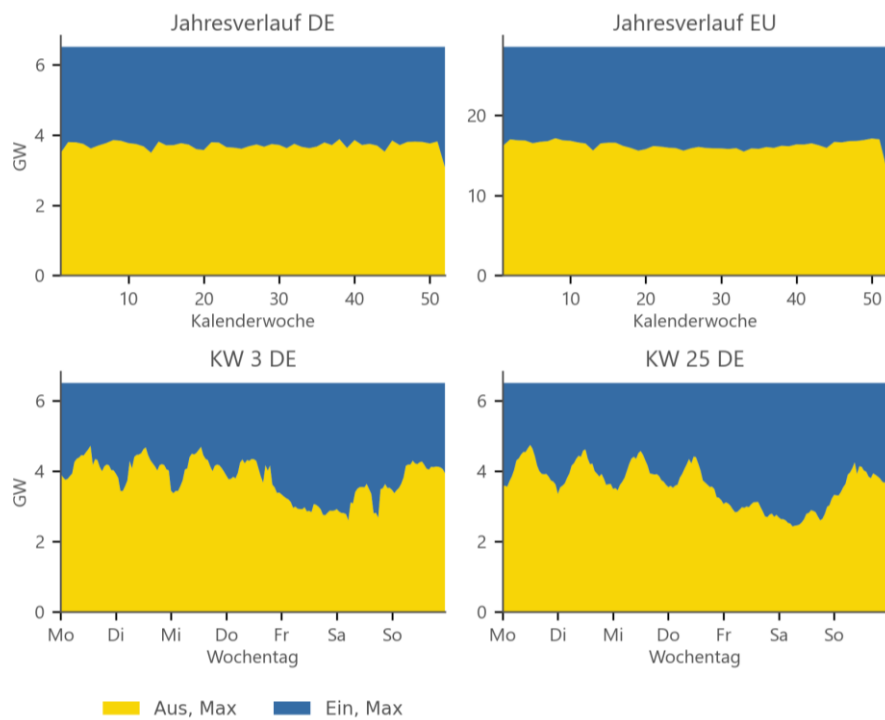 Jahresverlauf DE
6
4
2
0
GW
10 20 30 40 50
Kalenderwoche
Jahresverlauf EU
20
10
0
10 20 30 40 50
Kalenderwoche
KW 3 DE
6
4
2
0
GW
Mo Di Mi Do Fr Sa So
Wochentag
KW 25 DE
6
4
2
0
Mo Di Mi Do Fr Sa So
Wochentag
Aus, Max Ein, Max